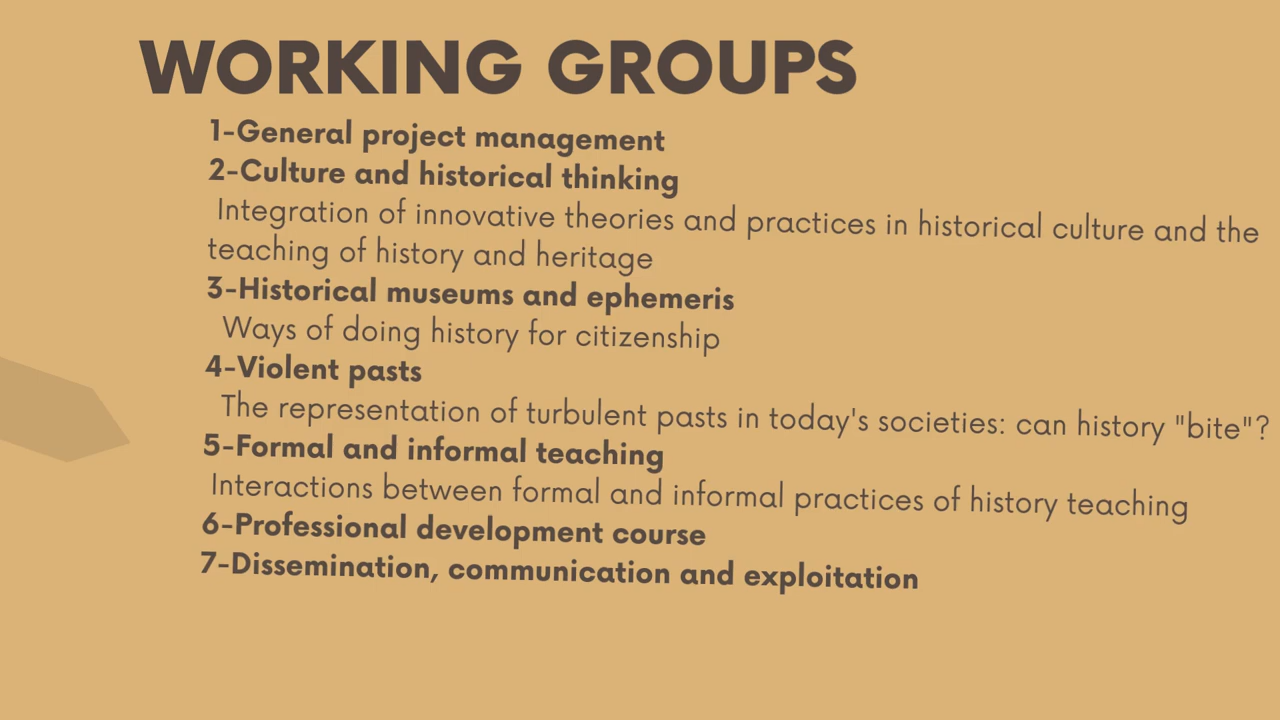 WORKING GROUPS
1-General project management
2-Culture and historical thinking
Integration of innovative theories and practices in historical culture and the
teaching of history and heritage
3-Historical museums and ephemeris
Ways of doing history for citizenship
4-Violent pasts
The representation of turbulent pasts in today's societies: can history "bite"?
5-Formal and informal teaching
Interactions between formal and informal practices of history teaching
6-Professional development course
7-Dissemination, communication and exploitation